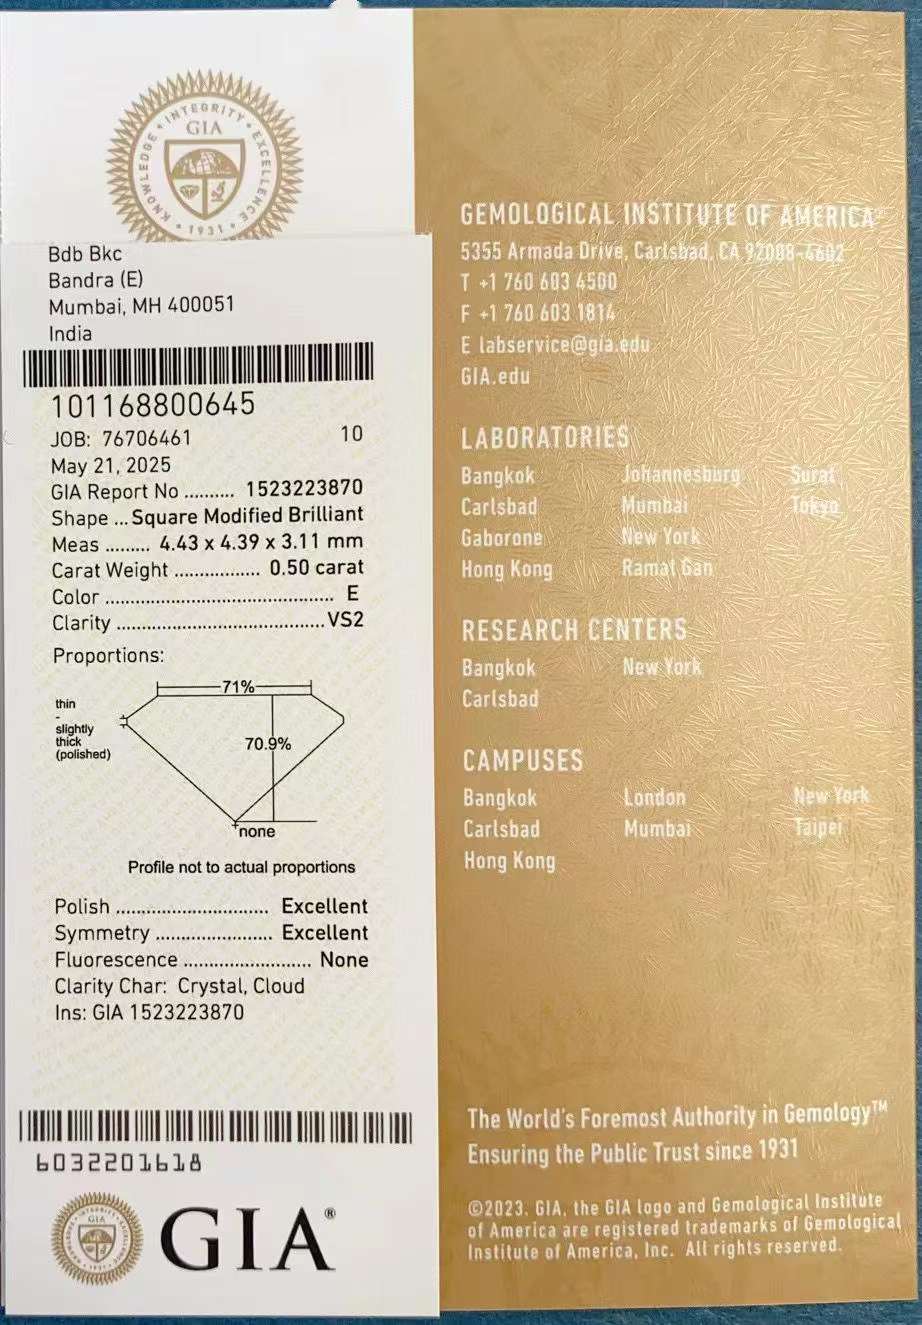 KNOWLEDGE • INTEGRITY • EXCELLENCE
GIA
• 1931 •
Bdb Bkc
Bandra (E)
Mumbai, MH 400051
India
101168800645
JOB: 76706461 10
May 21, 2025
GIA Report No .......... 1523223870
Shape ... Square Modified Brilliant
Meas ......... 4.43 x 4.39 x 3.11 mm
Carat Weight ................. 0.50 carat
Color ............................................. E
Clarity .........................................VS2
Proportions:
71%
thin
-
slightly
thick
(polished)
70.9%
none
Profile not to actual proportions
Polish .............................. Excellent
Symmetry ....................... Excellent
Fluorescence ......................... None
Clarity Char: Crystal, Cloud
Ins: GIA 1523223870
6032201618
GIA®
GEMOLOGICAL INSTITUTE OF AMERICA®
5355 Armada Drive, Carlsbad, CA 92008-4602
T +1 760 603 4500
F +1 760 603 1814
E labservice@gia.edu
GIA.edu
LABORATORIES
Bangkok Johannesburg Surat
Carlsbad Mumbai Tokyo
Gaborone New York
Hong Kong Ramat Gan
RESEARCH CENTERS
Bangkok New York
Carlsbad
CAMPUSES
Bangkok London New York
Carlsbad Mumbai Taipei
Hong Kong
The World's Foremost Authority in Gemology™
Ensuring the Public Trust since 1931
©2023. GIA, the GIA logo and Gemological Institute
of America are registered trademarks of Gemological
Institute of America, Inc. All rights reserved.